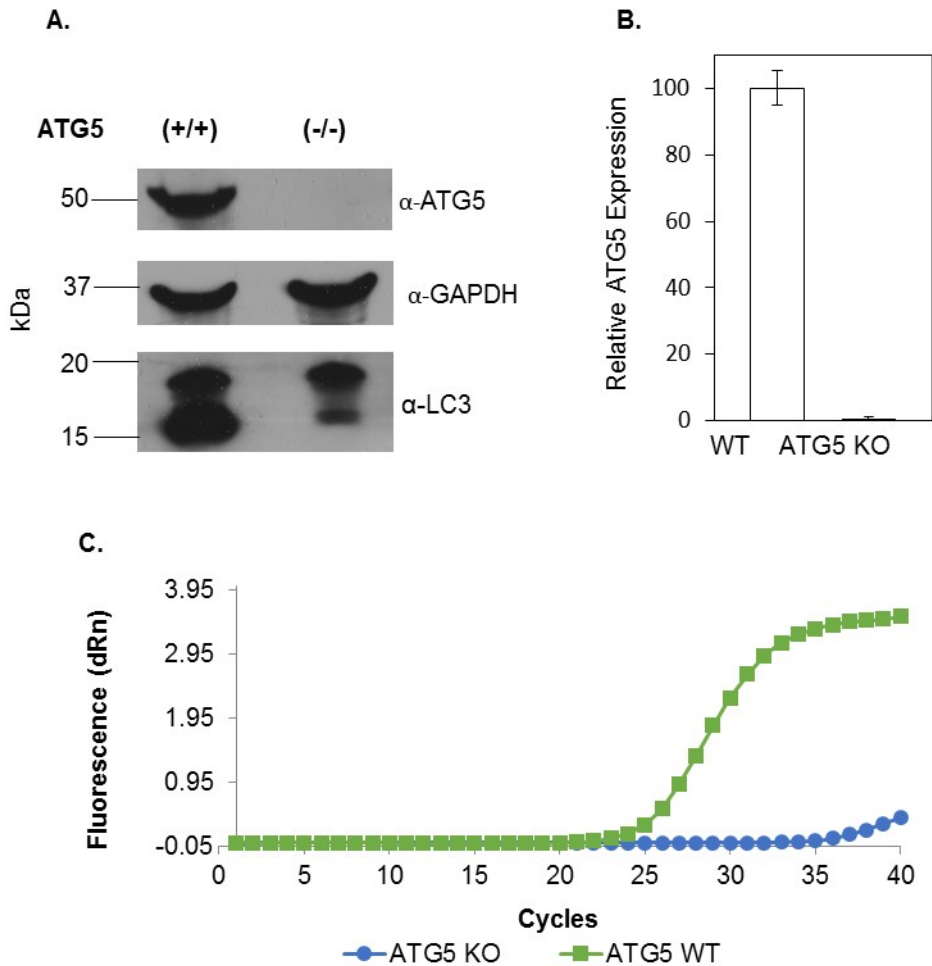 A.
ATG5 (+/+) (-/-)
50 α-ATG5
37 α-GAPDH
kDa
20
α-LC3
15
B.
Relative ATG5 Expression
100
80
60
40
20
0
WT ATG5 KO
C.
Fluorescence (dRn)
3.95
2.95
1.95
0.95
-0.05
0 5 10 15 20 25 30 35 40
Cycles
ATG5 KO ATG5 WT